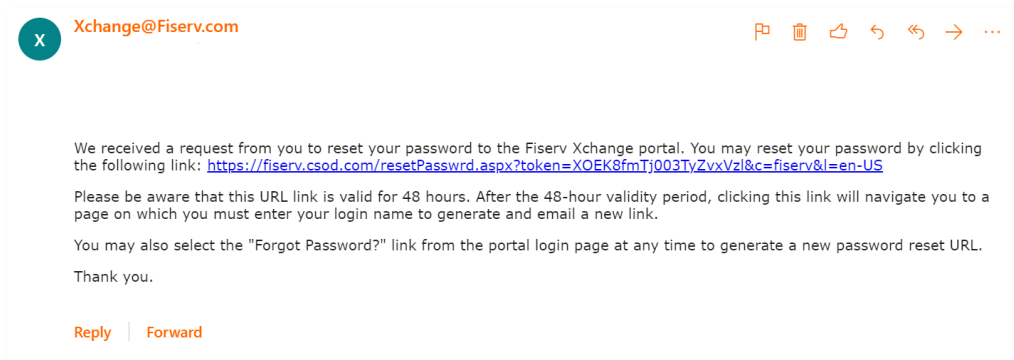 X
Xchange@Fiserv.com
We received a request from you to reset your password to the Fiserv Xchange portal. You may reset your password by clicking
the following link: https://fiserv.csod.com/resetPasswrd.aspx?token=XOEK8fmTj003TyZvxVzl&c=fiserv&l=en-US
Please be aware that this URL link is valid for 48 hours. After the 48-hour validity period, clicking this link will navigate you to a
page on which you must enter your login name to generate and email a new link.
You may also select the "Forgot Password?" link from the portal login page at any time to generate a new password reset URL.
Thank you.
Reply
Forward